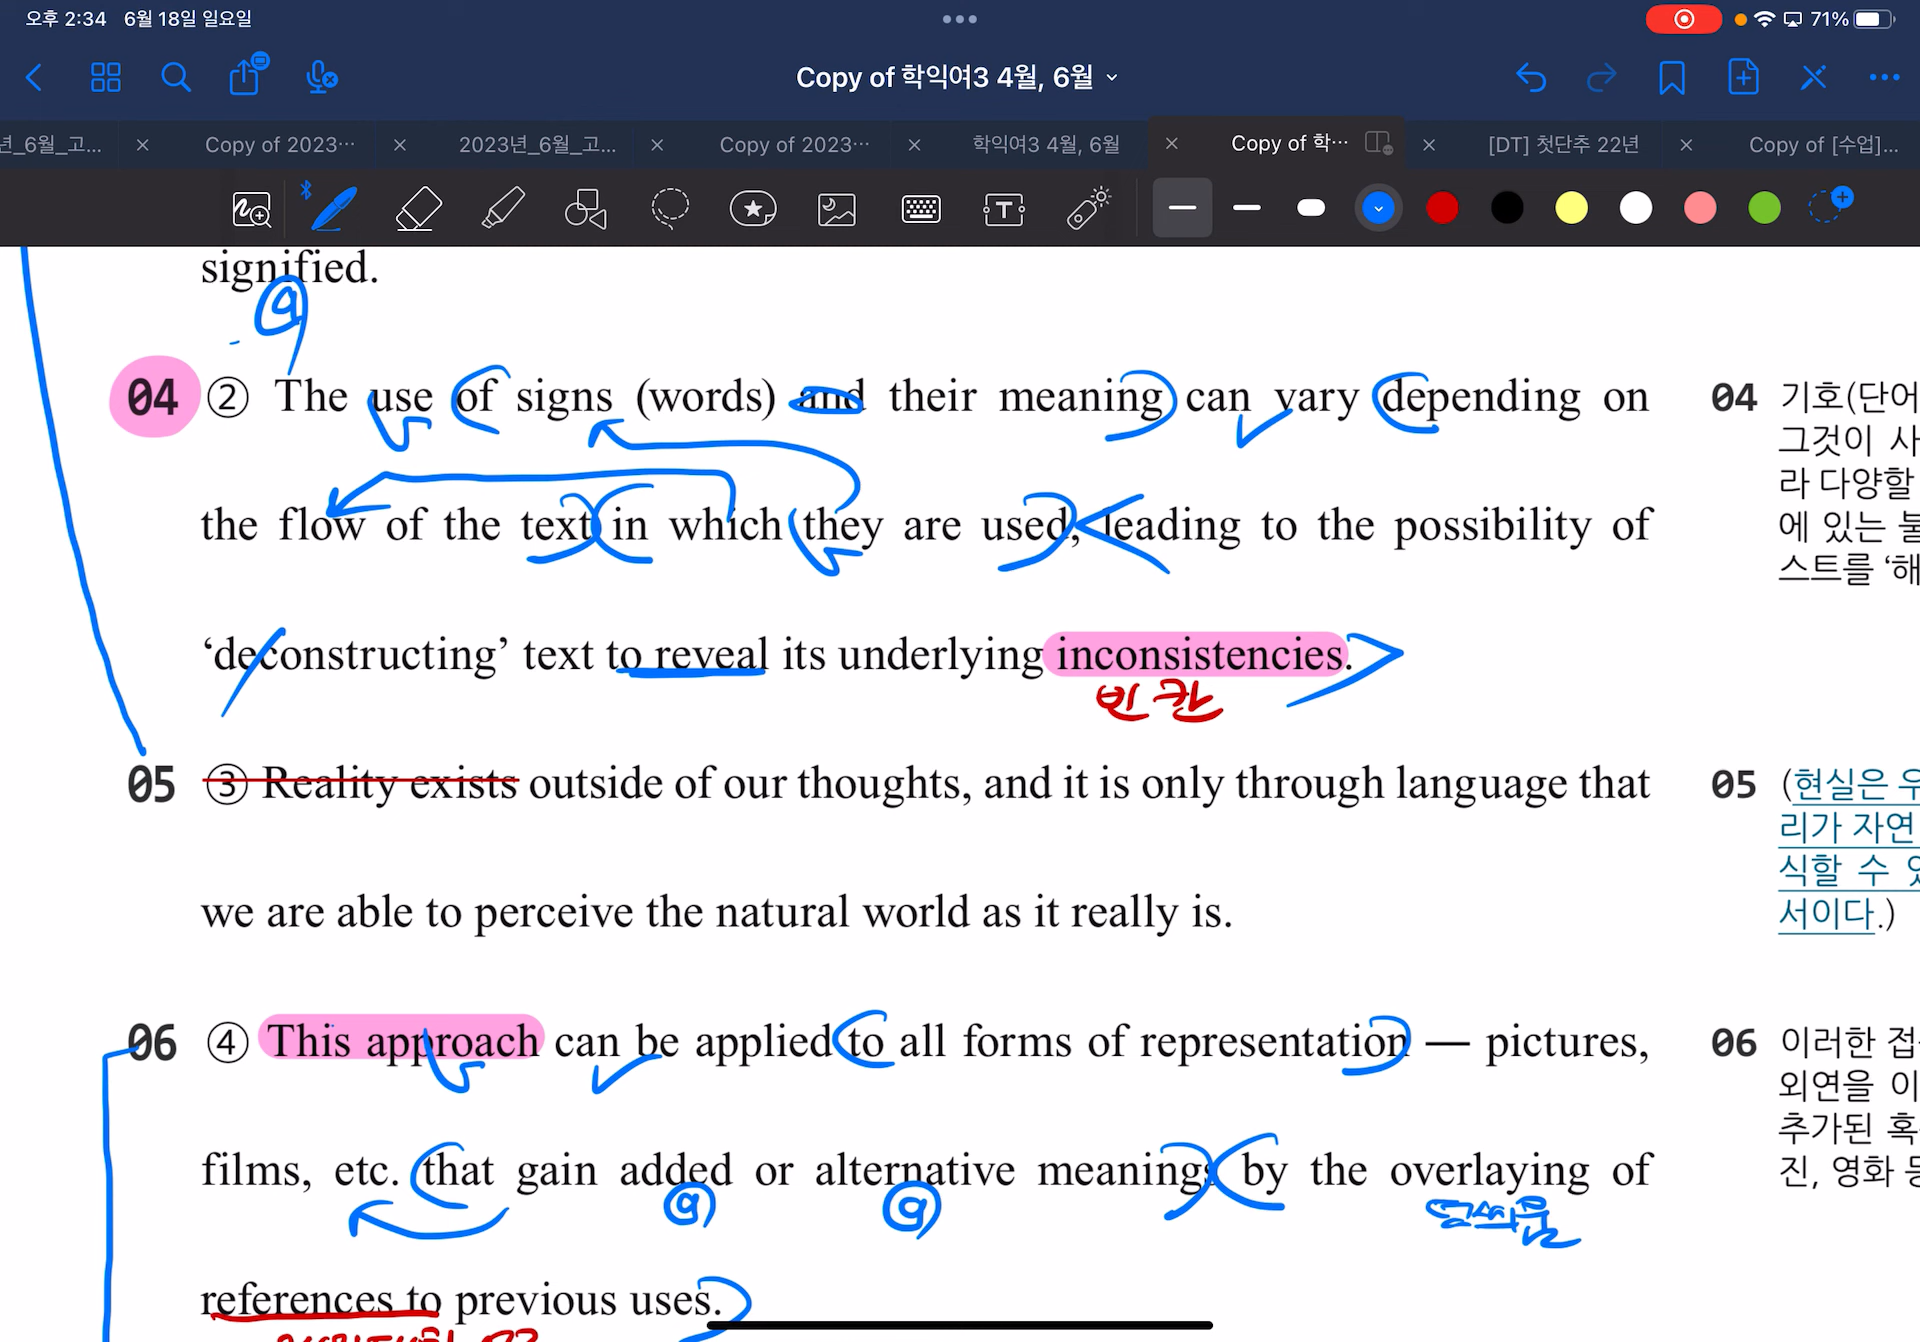 오후 2:34 6월 18일 일요일
71%
Copy of 학익여3 4월, 6월
년_6월_고...
Copy of 2023...
2023년_6월_고...
Copy of 2023...
학익여3 4월, 6월
Copy of 학...
[DT] 첫단추 22년
Copy of [수업]...
signified.
04 ② The use of signs (words) and their meaning can vary depending on
the flow of the text in which they are used, leading to the possibility of
‘deconstructing’ text to reveal its underlying inconsistencies.
빈칸
05 ③ Reality exists outside of our thoughts, and it is only through language that
we are able to perceive the natural world as it really is.
06 ④ This approach can be applied to all forms of representation — pictures,
films, etc. that gain added or alternative meanings by the overlaying of
덮씌움
references to previous uses.
04 기호(단어
그것이 사
라 다양할
에 있는 불
스트를 ‘해
05 (현실은 우
리가 자연
식할 수 있
서이다.)
06 이러한 접
외연을 이
추가된 혹
진, 영화 등